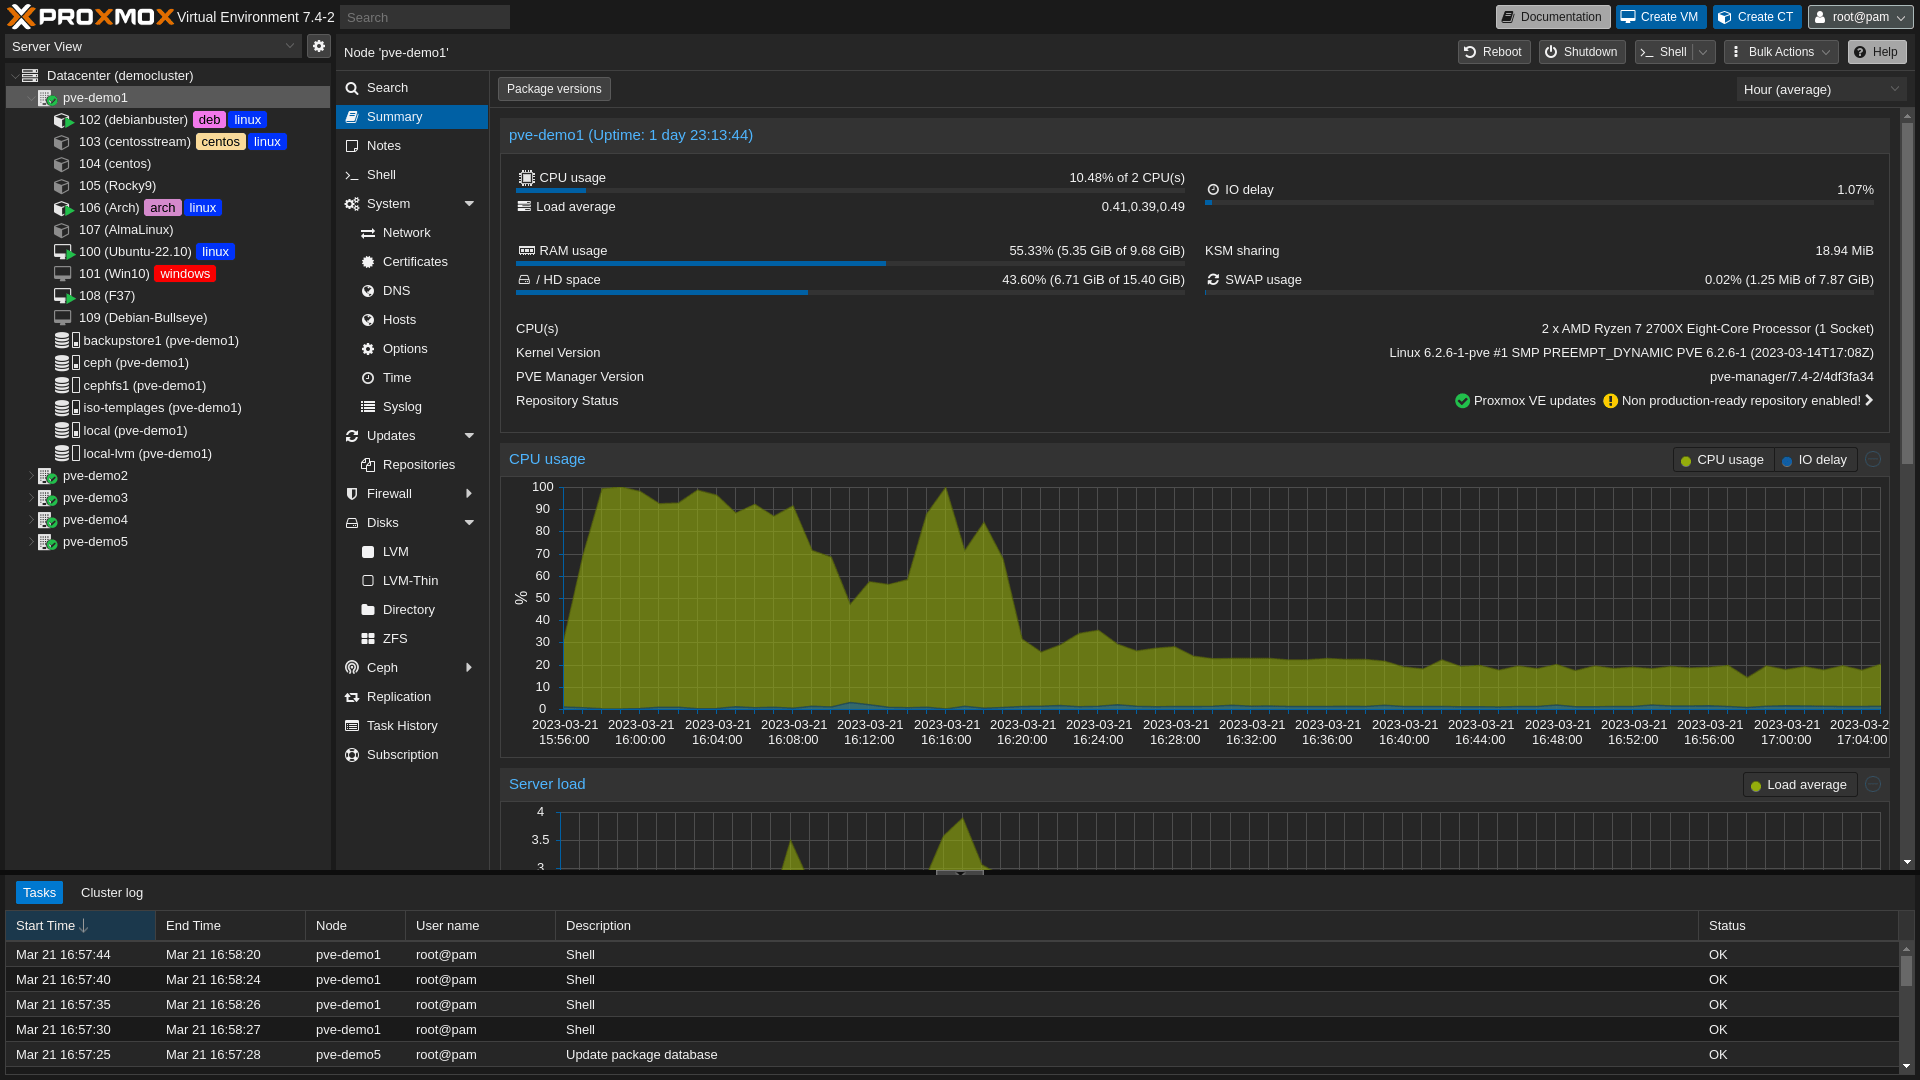 PROXMOX Virtual Environment 7.4-2 Search Documentation Create VM Create CT root@pam
Server View
Node 'pve-demo1' Reboot Shutdown Shell Bulk Actions Help
Datacenter (democluster)
pve-demo1
102 (debianbuster) deb linux
103 (centosstream) centos linux
104 (centos)
105 (Rocky9)
106 (Arch) arch linux
107 (AlmaLinux)
100 (Ubuntu-22.10) linux
101 (Win10) windows
108 (F37)
109 (Debian-Bullseye)
backupstore1 (pve-demo1)
ceph (pve-demo1)
cephfs1 (pve-demo1)
iso-templages (pve-demo1)
local (pve-demo1)
local-lvm (pve-demo1)
pve-demo2
pve-demo3
pve-demo4
pve-demo5
Search
Summary
Notes
Shell
System
Network
Certificates
DNS
Hosts
Options
Time
Syslog
Updates
Repositories
Firewall
Disks
LVM
LVM-Thin
Directory
ZFS
Ceph
Replication
Task History
Subscription
Package versions Hour (average)
pve-demo1 (Uptime: 1 day 23:13:44)
CPU usage 10.48% of 2 CPU(s)
IO delay 1.07%
Load average 0.41,0.39,0.49
RAM usage 55.33% (5.35 GiB of 9.68 GiB)
KSM sharing 18.94 MiB
/ HD space 43.60% (6.71 GiB of 15.40 GiB)
SWAP usage 0.02% (1.25 MiB of 7.87 GiB)
CPU(s) 2 x AMD Ryzen 7 2700X Eight-Core Processor (1 Socket)
Kernel Version Linux 6.2.6-1-pve #1 SMP PREEMPT_DYNAMIC PVE 6.2.6-1 (2023-03-14T17:08Z)
PVE Manager Version pve-manager/7.4-2/4df3fa34
Repository Status Proxmox VE updates Non production-ready repository enabled!
CPU usage CPU usage IO delay
100
90
80
70
60
50
40
30
20
10
0
%
2023-03-21 2023-03-21 2023-03-21 2023-03-21 2023-03-21 2023-03-21 2023-03-21 2023-03-21 2023-03-21 2023-03-21 2023-03-21 2023-03-21 2023-03-21 2023-03-21 2023-03-21 2023-03-21 2023-03-21 2023-03-2
15:56:00 16:00:00 16:04:00 16:08:00 16:12:00 16:16:00 16:20:00 16:24:00 16:28:00 16:32:00 16:36:00 16:40:00 16:44:00 16:48:00 16:52:00 16:56:00 17:00:00 17:04:00
Server load Load average
4
3.5
3
Tasks Cluster log
Start Time End Time Node User name Description Status
Mar 21 16:57:44 Mar 21 16:58:20 pve-demo1 root@pam Shell OK
Mar 21 16:57:40 Mar 21 16:58:24 pve-demo1 root@pam Shell OK
Mar 21 16:57:35 Mar 21 16:58:26 pve-demo1 root@pam Shell OK
Mar 21 16:57:30 Mar 21 16:58:27 pve-demo1 root@pam Shell OK
Mar 21 16:57:25 Mar 21 16:57:28 pve-demo5 root@pam Update package database OK